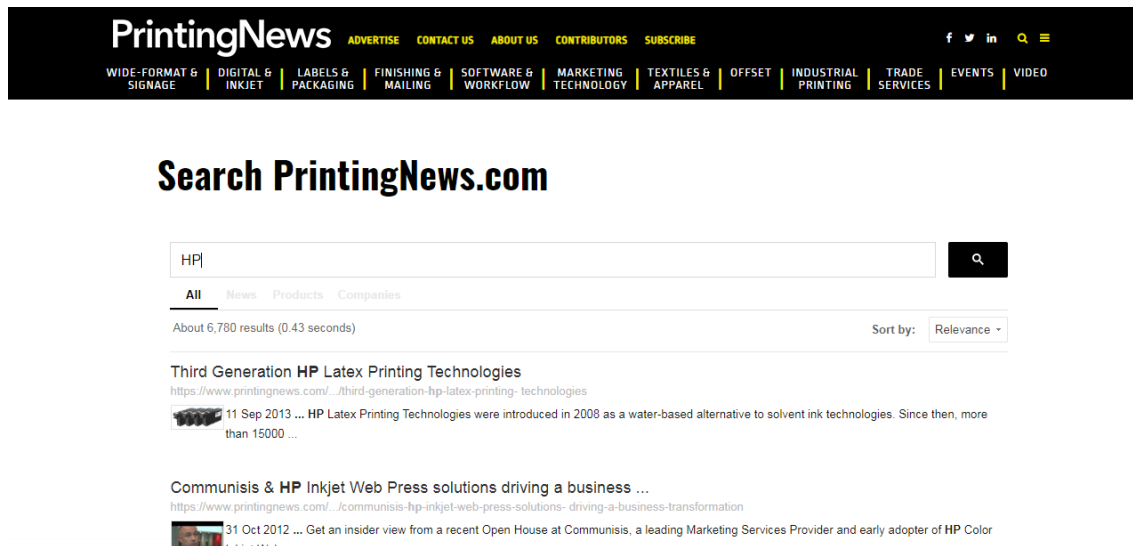 PrintingNews ADVERTISE CONTACT US ABOUT US CONTRIBUTORS SUBSCRIBE
WIDE-FORMAT & SIGNAGE DIGITAL & INKJET LABELS & PACKAGING FINISHING & MAILING SOFTWARE & WORKFLOW MARKETING TECHNOLOGY TEXTILES & APPAREL OFFSET INDUSTRIAL PRINTING TRADE SERVICES EVENTS VIDEO
Search PrintingNews.com
HP
All News Products Companies
About 6,780 results (0.43 seconds) Sort by: Relevance
Third Generation HP Latex Printing Technologies
https://www.printingnews.com/.../third-generation-hp-latex-printing- technologies
11 Sep 2013 ... HP Latex Printing Technologies were introduced in 2008 as a water-based alternative to solvent ink technologies. Since then, more
than 15000 ...
Communisis & HP Inkjet Web Press solutions driving a business ...
https://www.printingnews.com/.../communisis-hp-inkjet-web-press-solutions- driving-a-business-transformation
31 Oct 2012 ... Get an insider view from a recent Open House at Communisis, a leading Marketing Services Provider and early adopter of HP Color